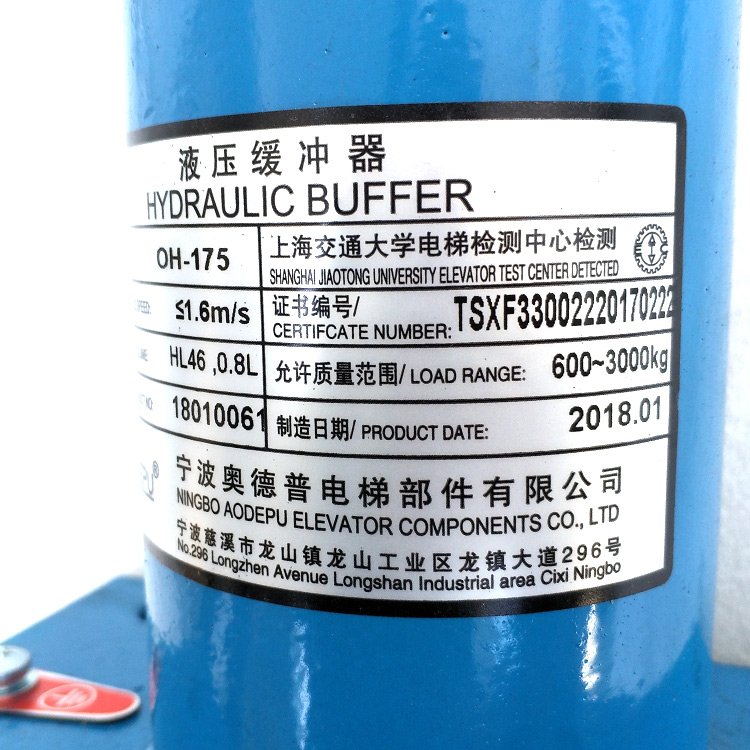 液压缓冲器
HYDRAULIC BUFFER
OH-175
上海交通大学电梯检测中心检测
SHANGHAI JIAOTONG UNIVERSITY ELEVATOR TEST CENTER DETECTED
≤1.6m/s
证书编号/
CERTIFCATE NUMBER: TSXF33002220170222
HL46 ,0.8L
允许质量范围/ LOAD RANGE: 600~3000kg
NO: 18010061
制造日期/ PRODUCT DATE: 2018.01
宁波奥德普电梯部件有限公司
NINGBO AODEPU ELEVATOR COMPONENTS CO., LTD
宁波慈溪市龙山镇龙山工业区龙镇大道296号
No.296 Longzhen Avenue Longshan Industrial area Cixi Ningbo